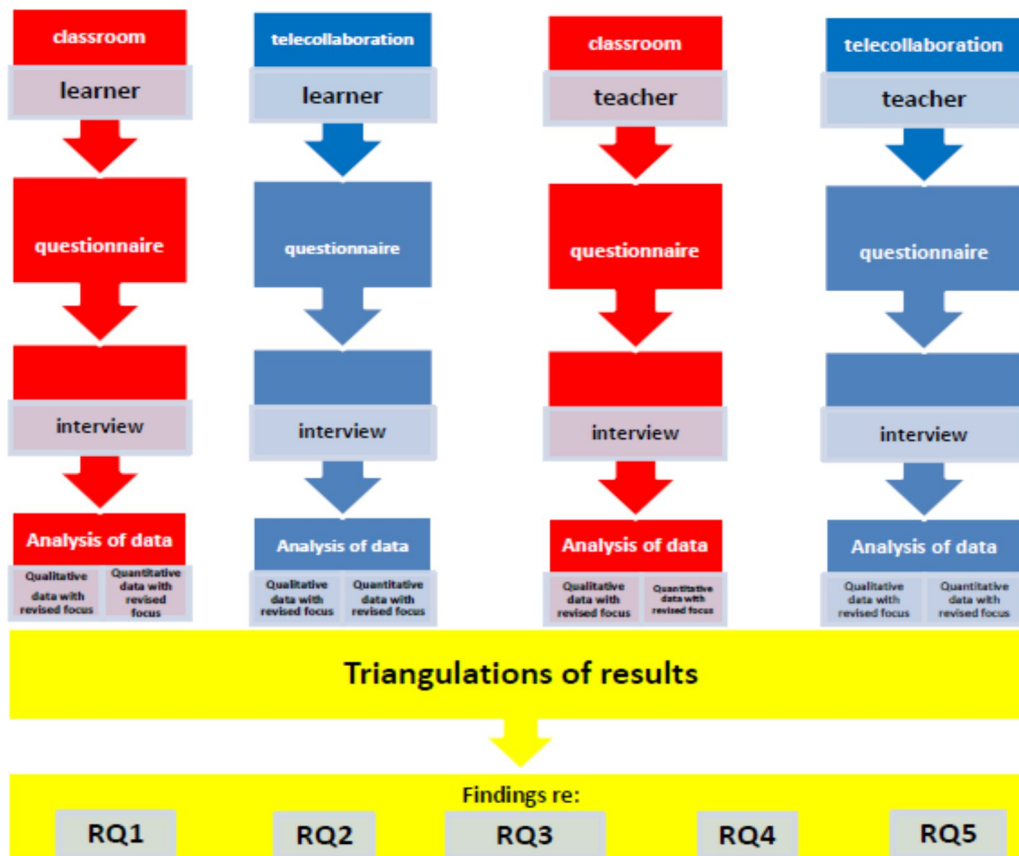 classroom
telecollaboration
classroom
telecollaboration
learner
learner
teacher
teacher
questionnaire
questionnaire
questionnaire
questionnaire
interview
interview
interview
interview
Analysis of data
Analysis of data
Analysis of data
Analysis of data
Qualitative
data with
revised focus
Quantitative
data with
revised
focus
Qualitative
data with
revised focus
Quantitative
data with
revised focus
Qualitative
data with
revised focus
Quantitative
data with
revised focus
Qualitative
data with
revised focus
Quantitative
data with
revised focus
Triangulations of results
Findings re:
RQ1
RQ2
RQ3
RQ4
RQ5